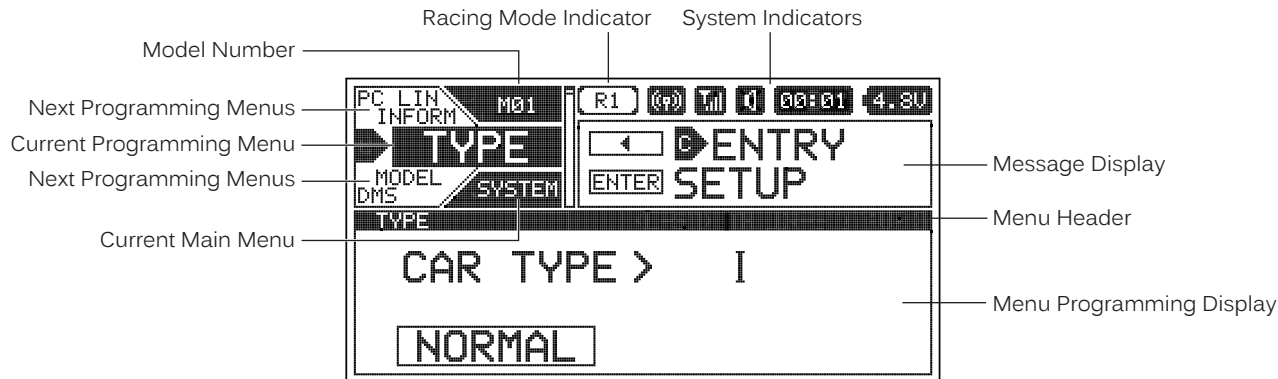 Racing Mode Indicator System Indicators
Model Number
Next Programming Menus
Current Programming Menu
Next Programming Menus
Current Main Menu
PC LIN M01
INFORM
TYPE
MODEL
DMS SYSTEM
R1 00:01 4.8V
C ENTRY
ENTER SETUP
TYPE
CAR TYPE > I
NORMAL
Message Display
Menu Header
Menu Programming Display